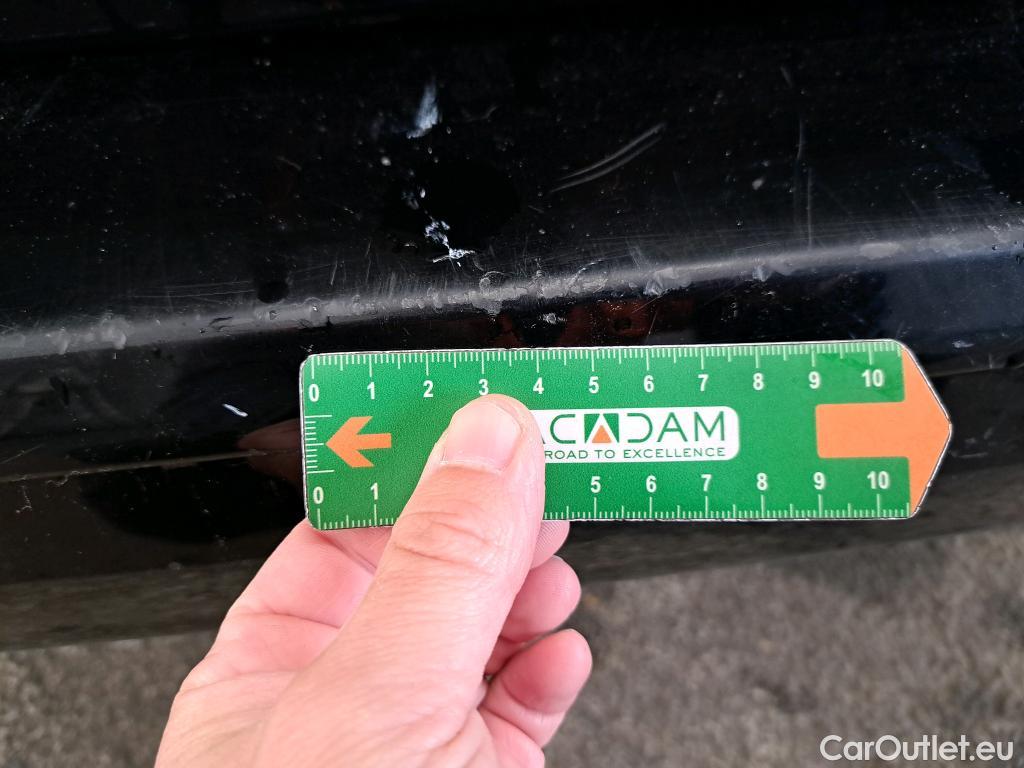 0 1 2 3 4 5 6 7 8 9 10
ACADAM
ROAD TO EXCELLENCE
0 1 5 6 7 8 9 10
CarOutlet.eu